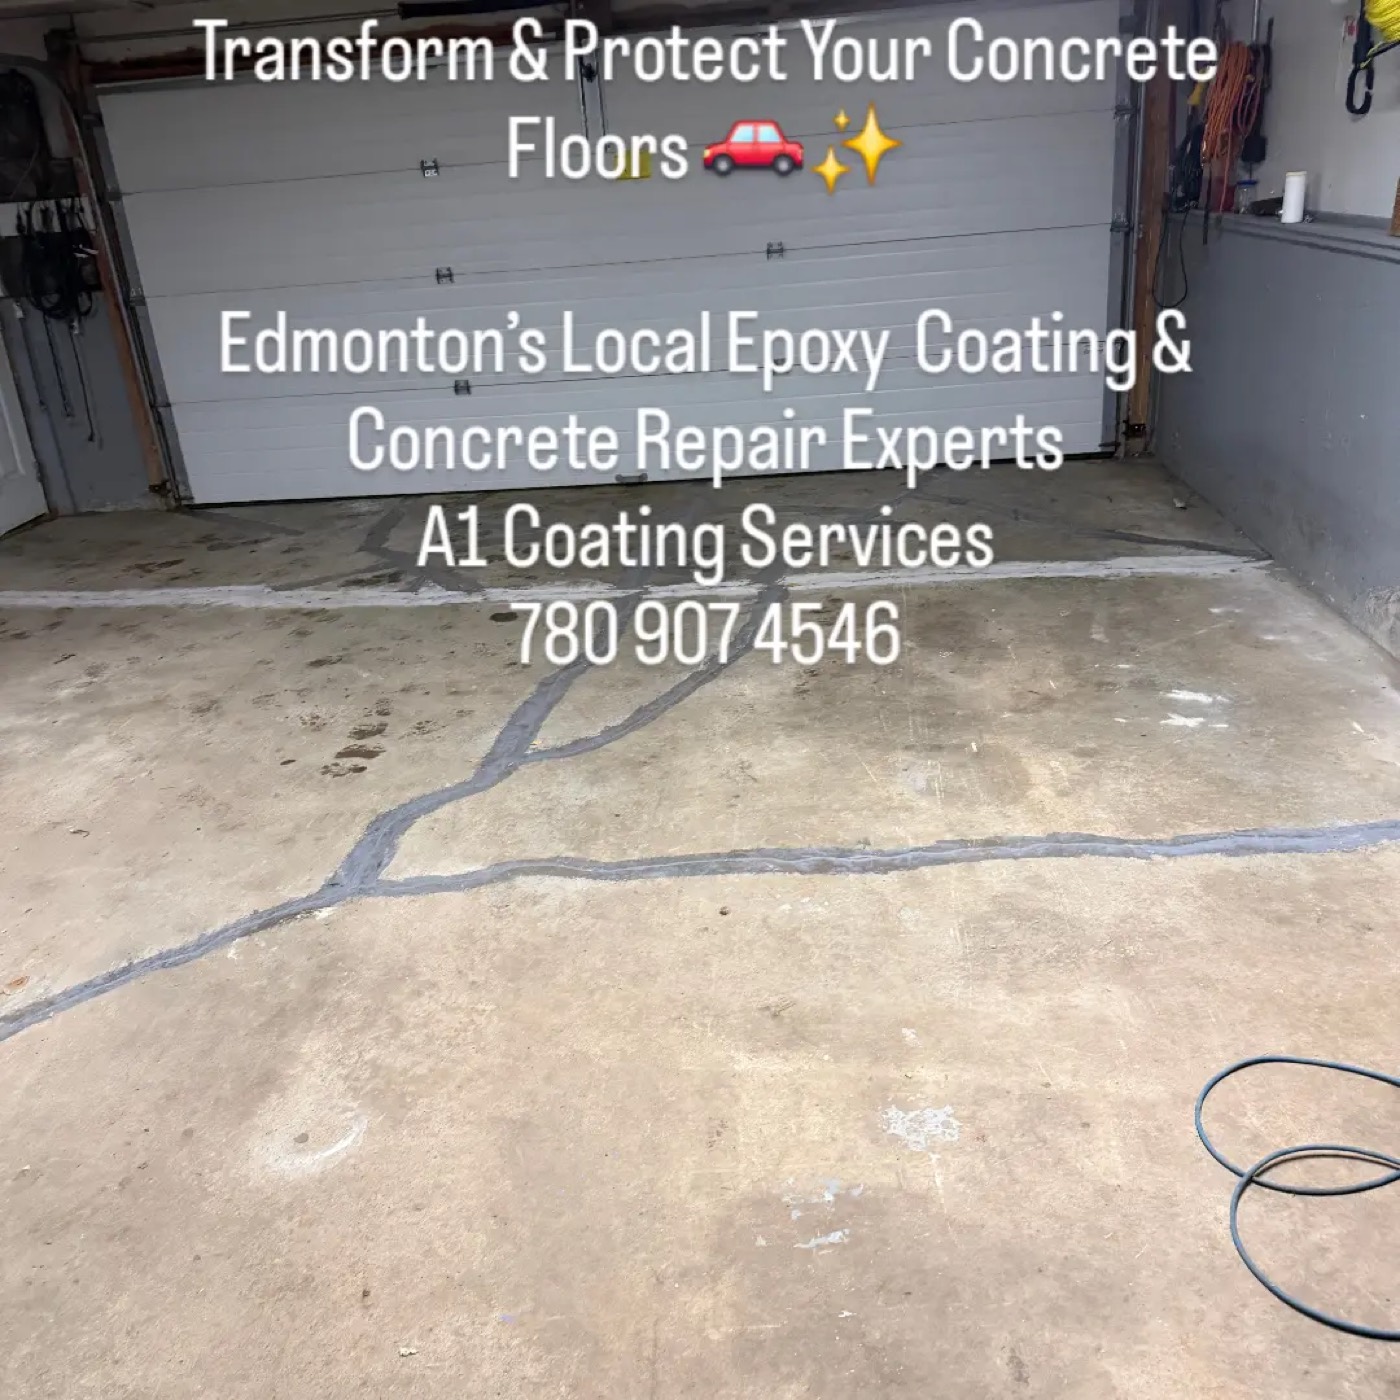 Transform & Protect Your Concrete
Floors 🚗✨
Edmonton’s Local Epoxy Coating &
Concrete Repair Experts
A1 Coating Services
780 907 4546